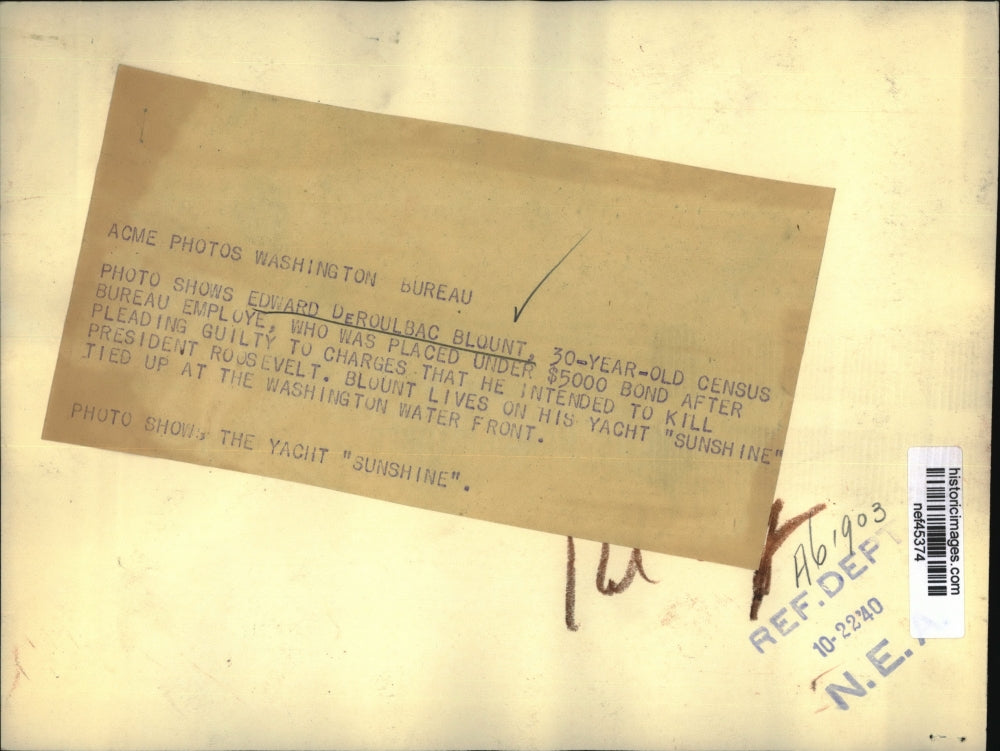 ACME PHOTOS WASHINGTON BUREAU
PHOTO SHOWS EDWARD DeROULBAC BLOUNT, 30-YEAR-OLD CENSUS
BUREAU EMPLOYE, WHO WAS PLACED UNDER $5000 BOND AFTER
PLEADING GUILTY TO CHARGES THAT HE INTENDED TO KILL
PRESIDENT ROOSEVELT. BLOUNT LIVES ON HIS YACHT "SUNSHINE"
TIED UP AT THE WASHINGTON WATER FRONT.
PHOTO SHOWS THE YACHT "SUNSHINE".
A61903
REF. DEPT
10-22'40
N.E.A
historicimages.com
nef45374